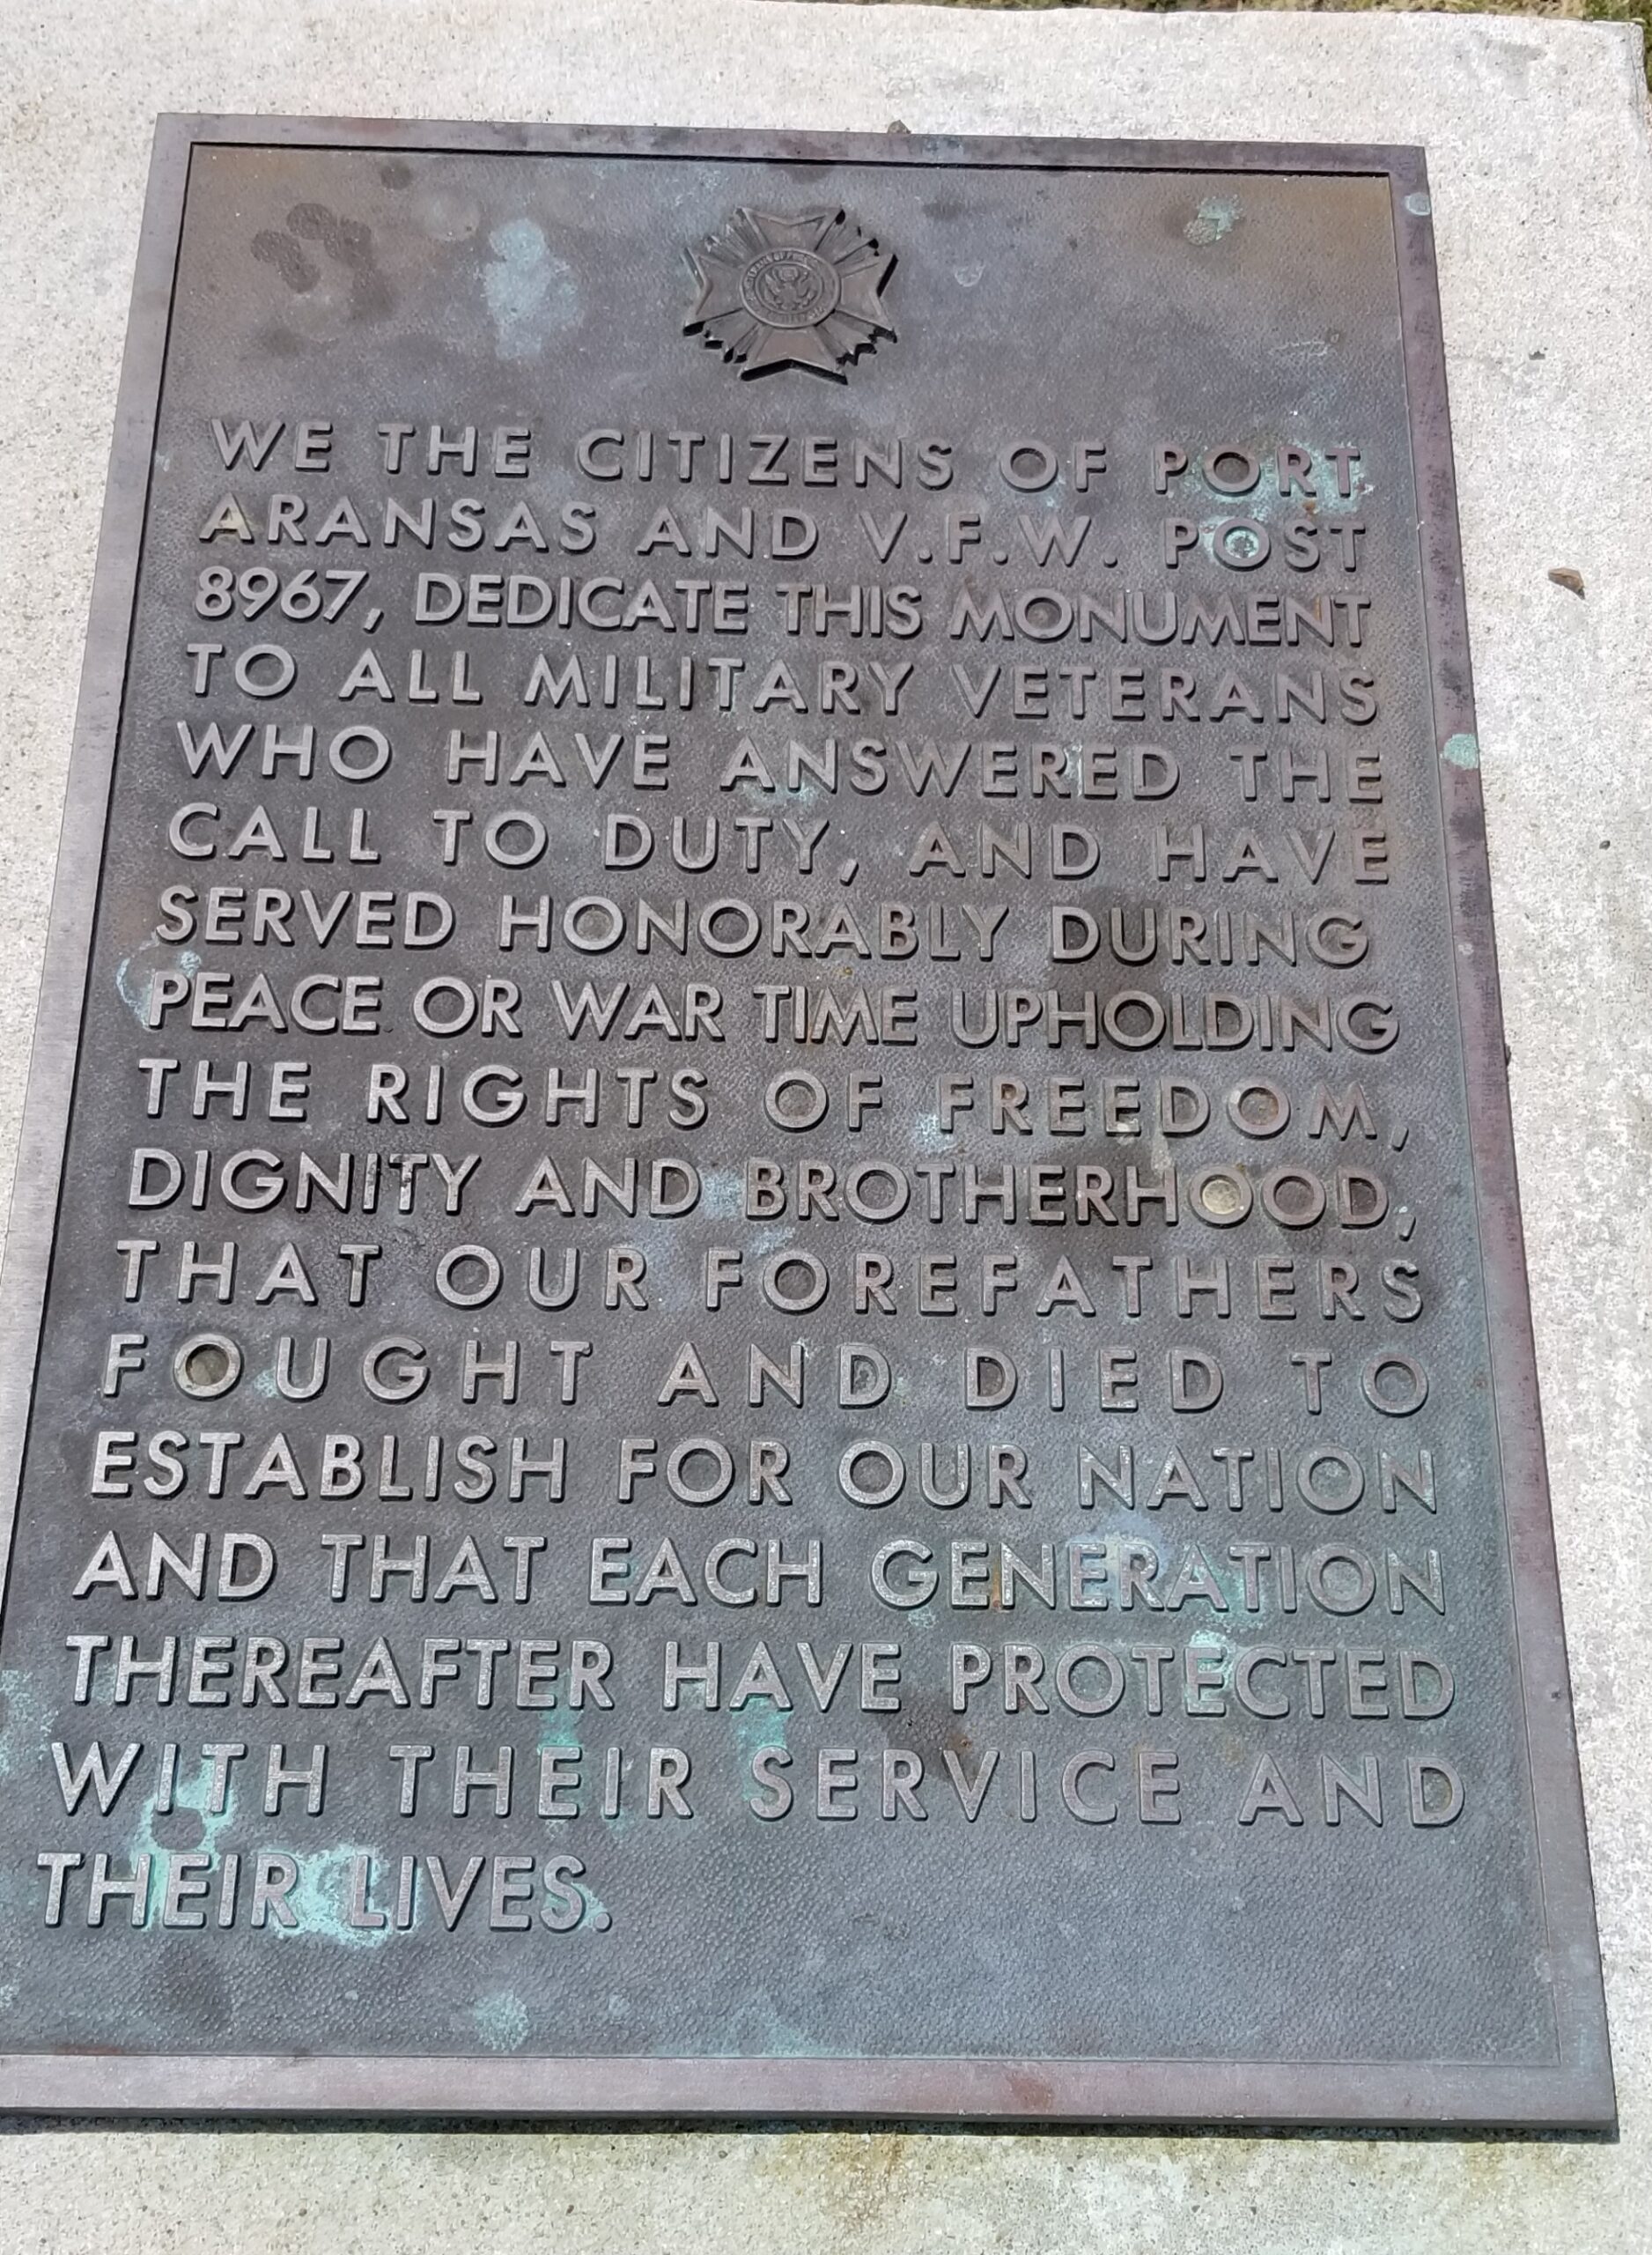 WE THE CITIZENS OF PORT
ARANSAS AND V.F.W. POST
8967, DEDICATE THIS MONUMENT
TO ALL MILITARY VETERANS
WHO HAVE ANSWERED THE
CALL TO DUTY, AND HAVE
SERVED HONORABLY DURING
PEACE OR WAR TIME UPHOLDING
THE RIGHTS OF FREEDOM,
DIGNITY AND BROTHERHOOD,
THAT OUR FOREFATHERS
FOUGHT AND DIED TO
ESTABLISH FOR OUR NATION
AND THAT EACH GENERATION
THEREAFTER HAVE PROTECTED
WITH THEIR SERVICE AND
THEIR LIVES.